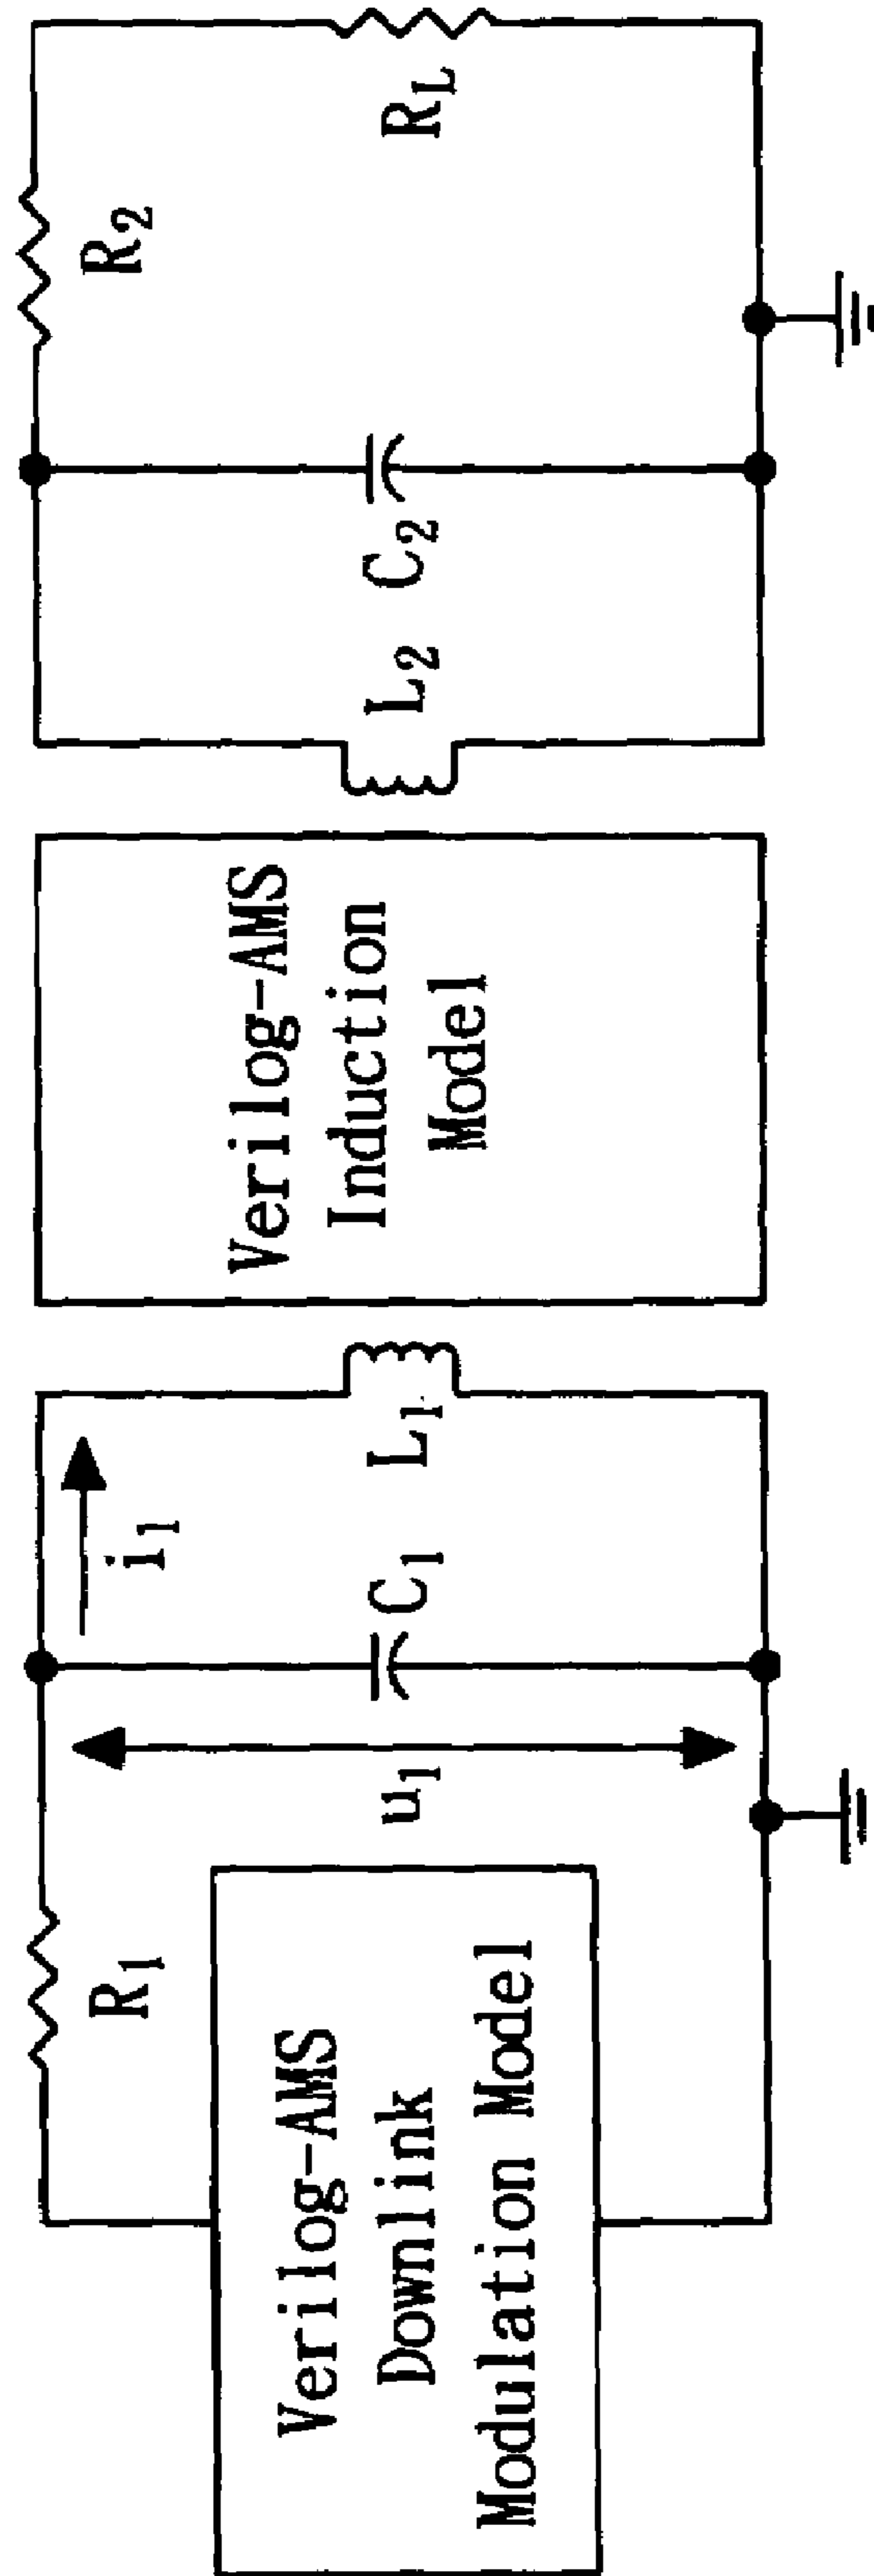 Verilog-AMS
Downlink
Modulation Model
R1
u1
C1
i1
L1
Verilog-AMS
Induction
Model
L2
C2
R2
RL